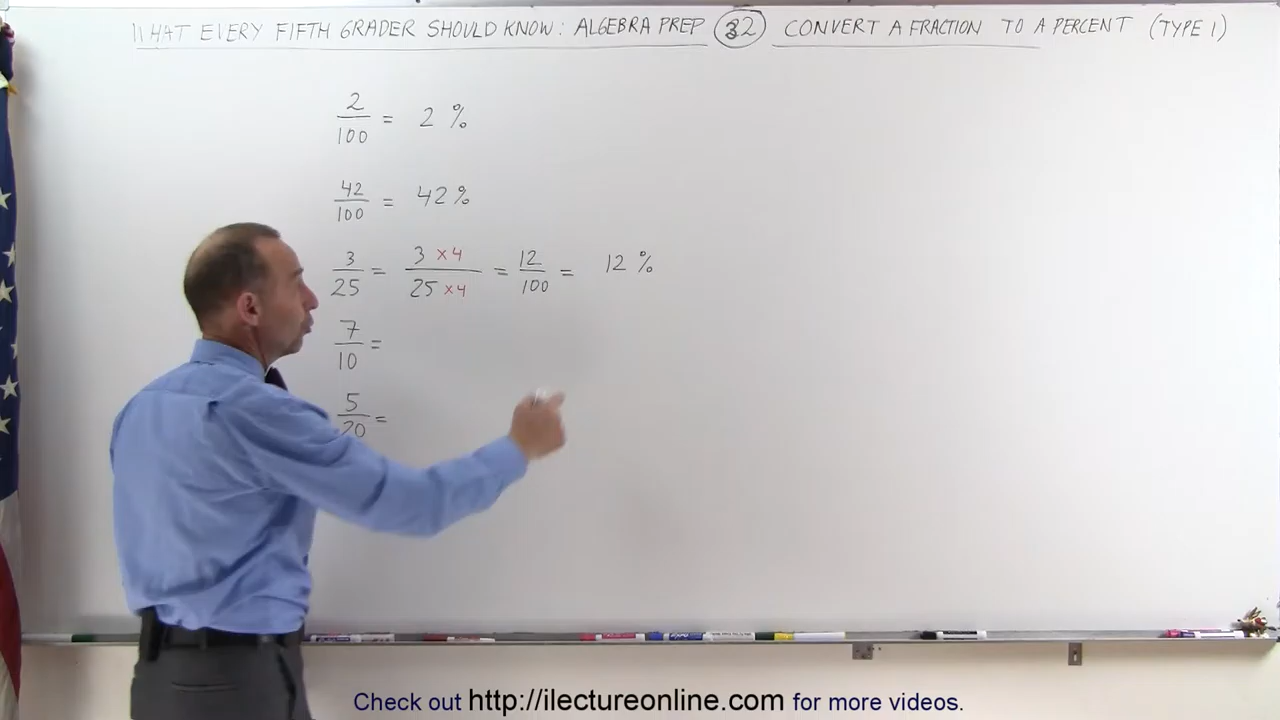 WHAT EVERY FIFTH GRADER SHOULD KNOW: ALGEBRA PREP 32 CONVERT A FRACTION TO A PERCENT (TYPE 1)
2/100 = 2 %
42/100 = 42 %
3/25 = 3 ×4/25 ×4 = 12/100 = 12 %
7/10 =
5/20 =
Check out http://ilectureonline.com for more videos.